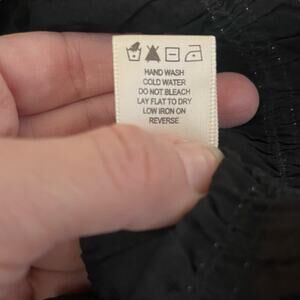 HAND WASH
COLD WATER
DO NOT BLEACH
LAY FLAT TO DRY
LOW IRON ON
REVERSE